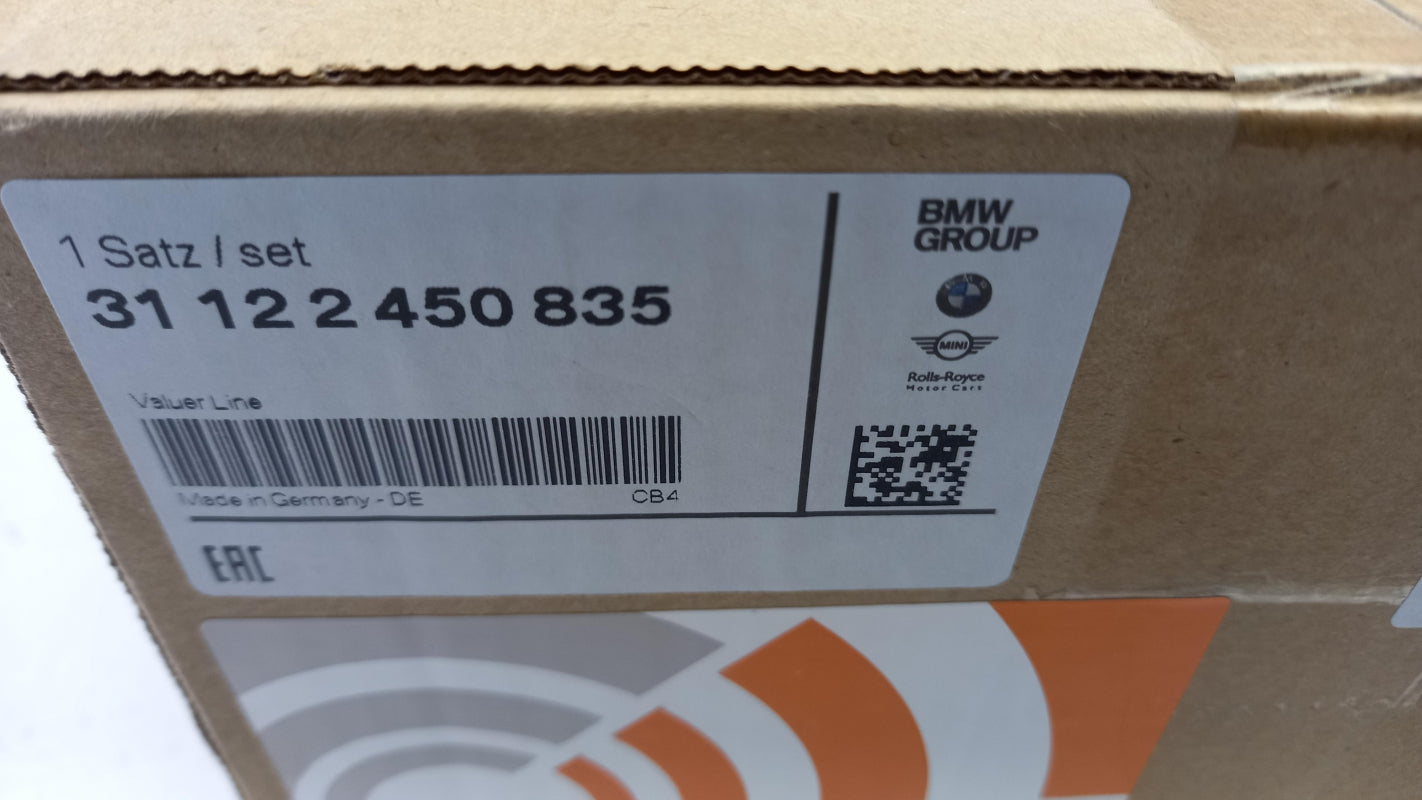 1 Satz / set
31 12 2 450 835
Valuer Line
Made in Germany - DE
CB4
EAC
BMW
GROUP
MINI
Rolls-Royce
Motor Cars